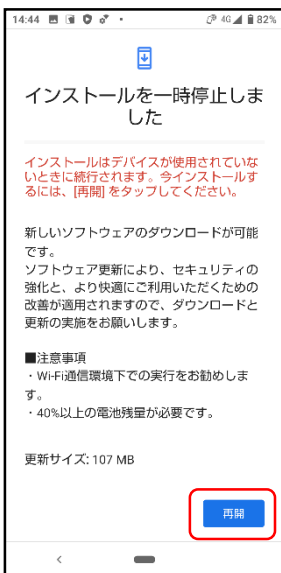 14:44
4G 82%
インストールを一時停止しま
した
インストールはデバイスが使用されていな
いときに続行されます。今インストールす
るには、[再開] をタップしてください。
新しいソフトウェアのダウンロードが可能
です。
ソフトウェア更新により、セキュリティの
強化と、より快適にご利用いただくための
改善が適用されますので、ダウンロードと
更新の実施をお願いします。
■注意事項
・Wi-Fi通信環境下での実行をお勧めしま
す。
・40%以上の電池残量が必要です。
更新サイズ: 107 MB
再開